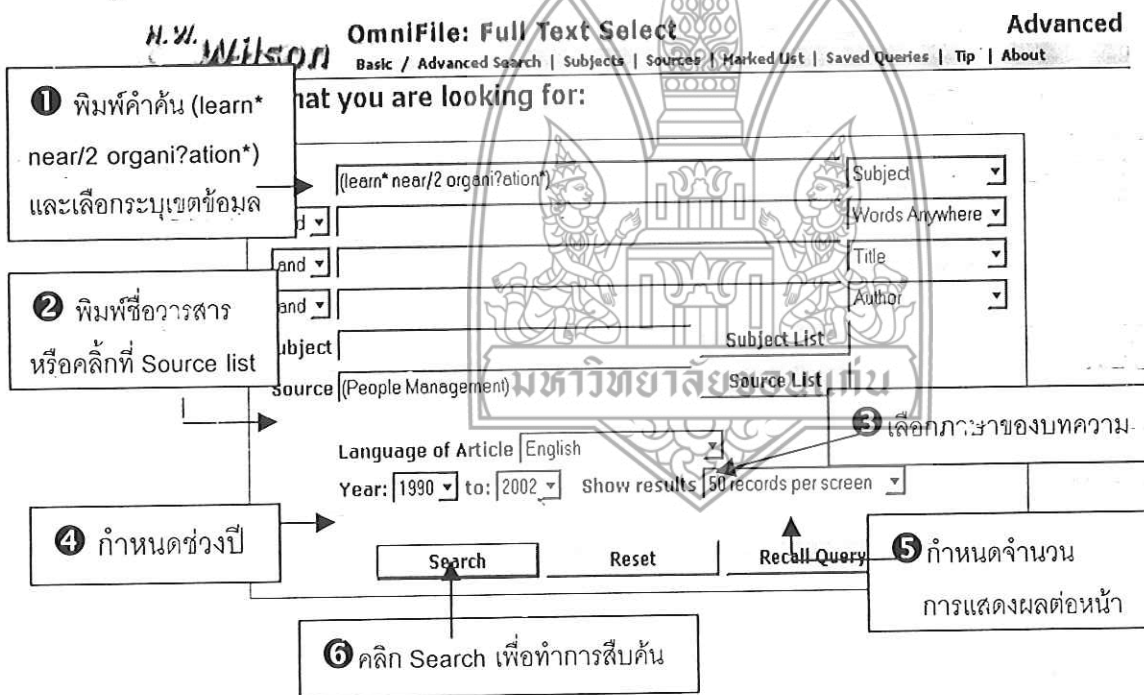 H.W. Wilson OmniFile: Full Text Select Advanced
Basic / Advanced Search | Subjects | Sources | Marked List | Saved Queries | Tip | About
❶ พิมพ์คำค้น (learn*
near/2 organi?ation*)
และเลือกระบุเขตข้อมูล
hat you are looking for:
(learn* near/2 organi?ation*) Subject
d Words Anywhere
and Title
and Author
❷ พิมพ์ชื่อวารสาร
หรือคลิ้กที่ Source list
ubject Subject List
Source (People Management) Source List
มหาวิทยาลัยขอนแก่น
❸ เลือกภาษาของบทความ
Language of Article English
Year: 1990 to: 2002 Show results 50 records per screen
❹ กำหนดช่วงปี
Search Reset Recall Query
❺ กำหนดจำนวน
การแสดงผลต่อหน้า
❻ คลิก Search เพื่อทำการสืบค้น